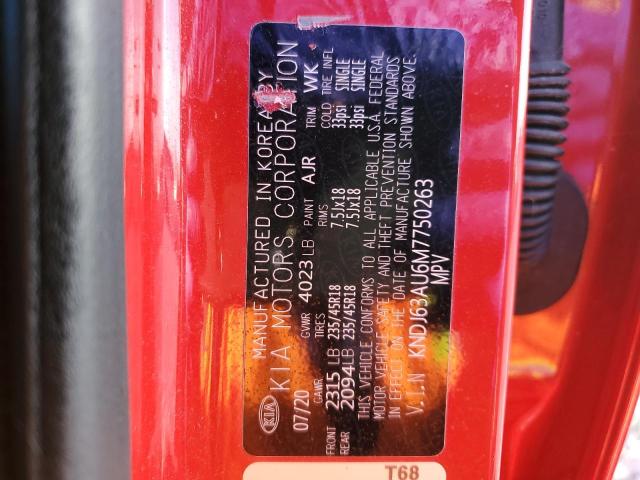 KIA
MANUFACTURED IN KOREA BY
KIA MOTORS CORPORATION
07/20 GVWR 4023 LB PAINT AJR TRIM WK
GAWR TIRES RIMS COLD TIRE INFL
FRONT 2315 LB 235/45R18 7.5Jx18 33psi SINGLE
REAR 2094 LB 235/45R18 7.5Jx18 33psi SINGLE
THIS VEHICLE CONFORMS TO ALL APPLICABLE U.S.A. FEDERAL
MOTOR VEHICLE SAFETY AND THEFT PREVENTION STANDARDS
IN EFFECT ON THE DATE OF MANUFACTURE SHOWN ABOVE.
V.I.N KNDJ63AU6M7750263
MPV
T68